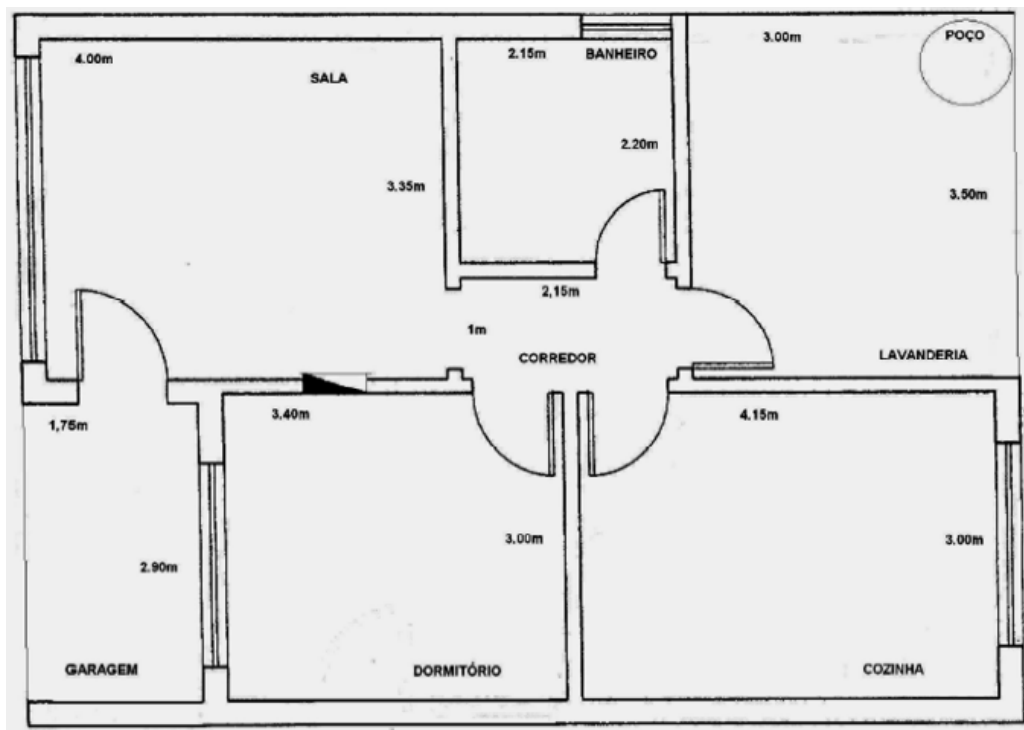 4.00m
SALA
3.35m
2.15m
BANHEIRO
2.20m
3.00m
POÇO
3.50m
LAVANDERIA
2,15m
1m
CORREDOR
1,75m
2.90m
GARAGEM
3.40m
3.00m
DORMITÓRIO
4.15m
3.00m
COZINHA